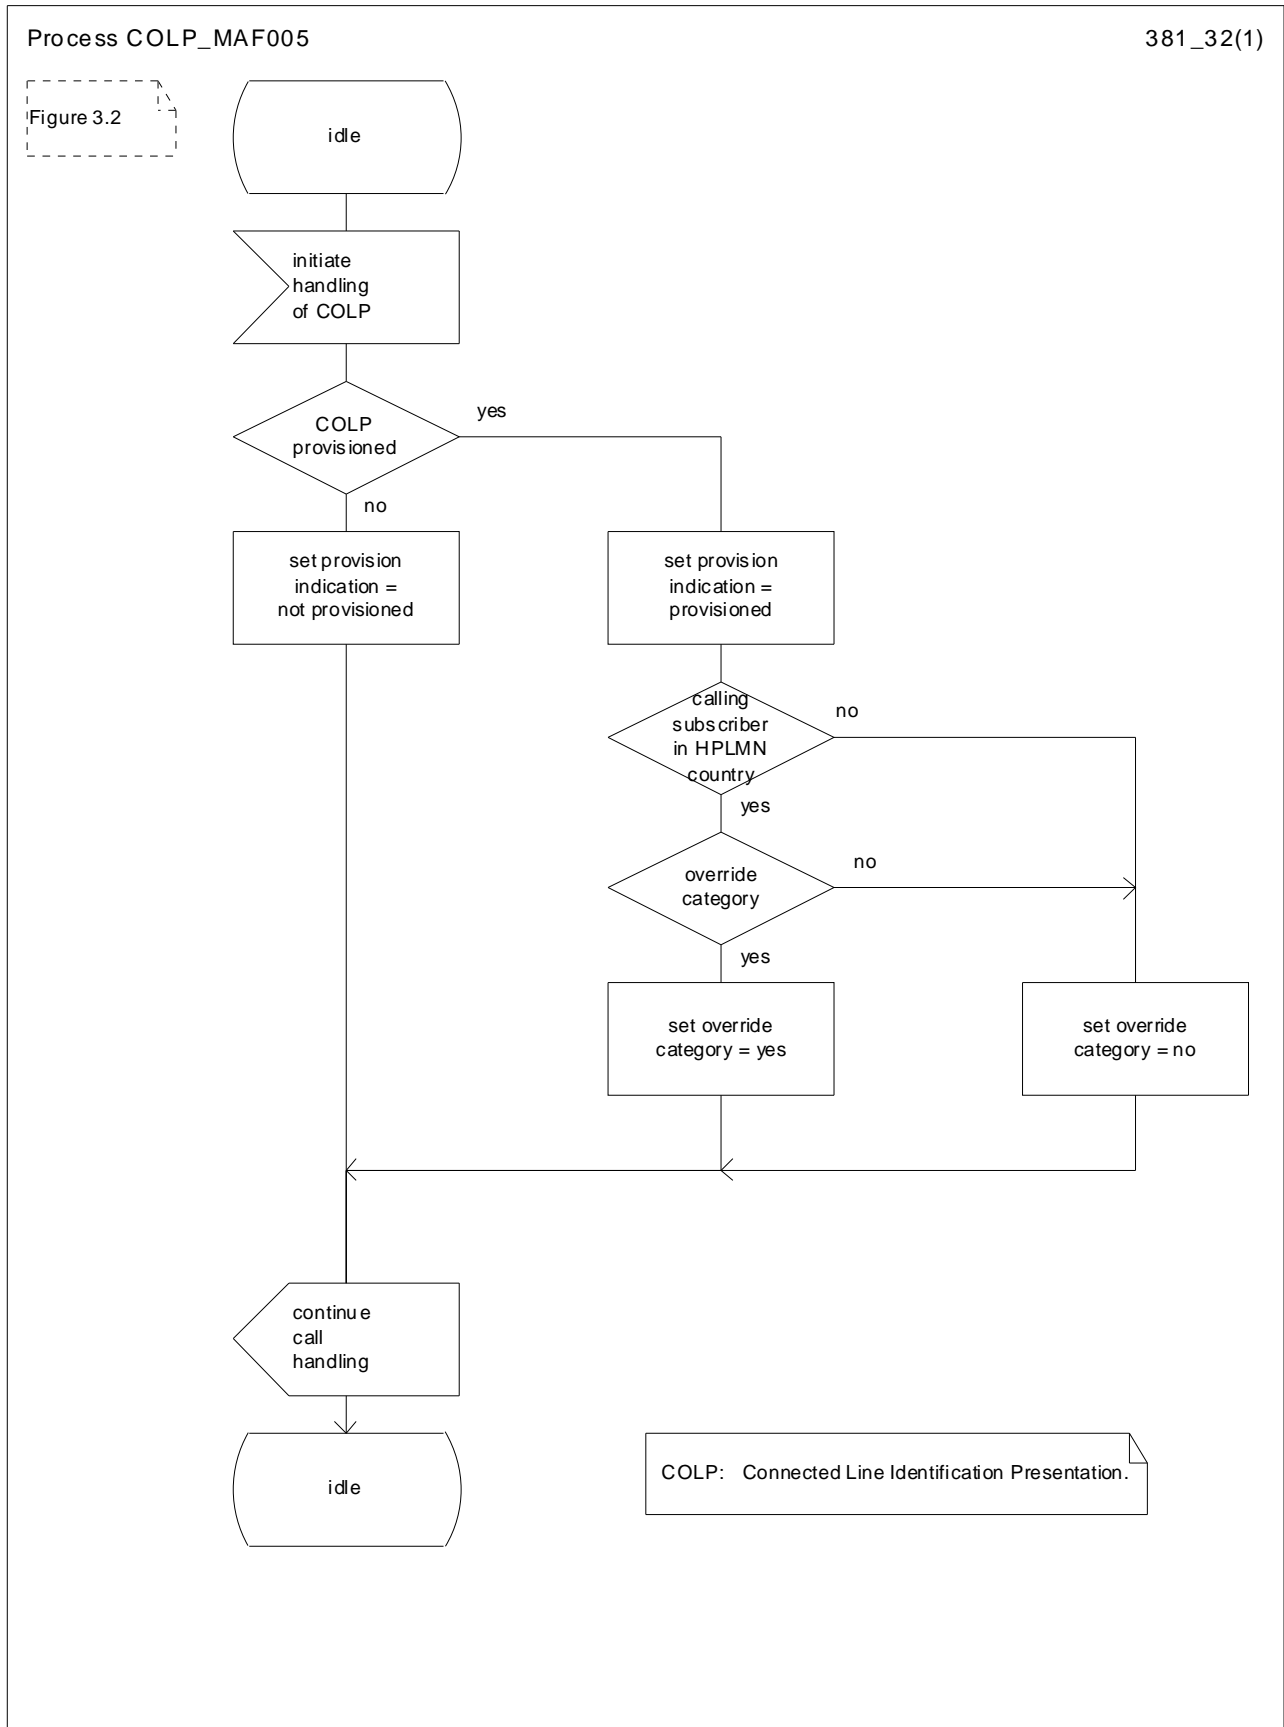 Process COLP_MAF005
381_32(1)
Figure 3.2
idle
initiate
handling
of COLP
COLP
provisioned
yes
no
set provision
indication =
not provisioned
set provision
indication =
provisioned
calling
subscriber
in HPLMN
country
no
yes
override
category
no
yes
set override
category = yes
set override
category = no
continue
call
handling
idle
COLP: Connected Line Identification Presentation.